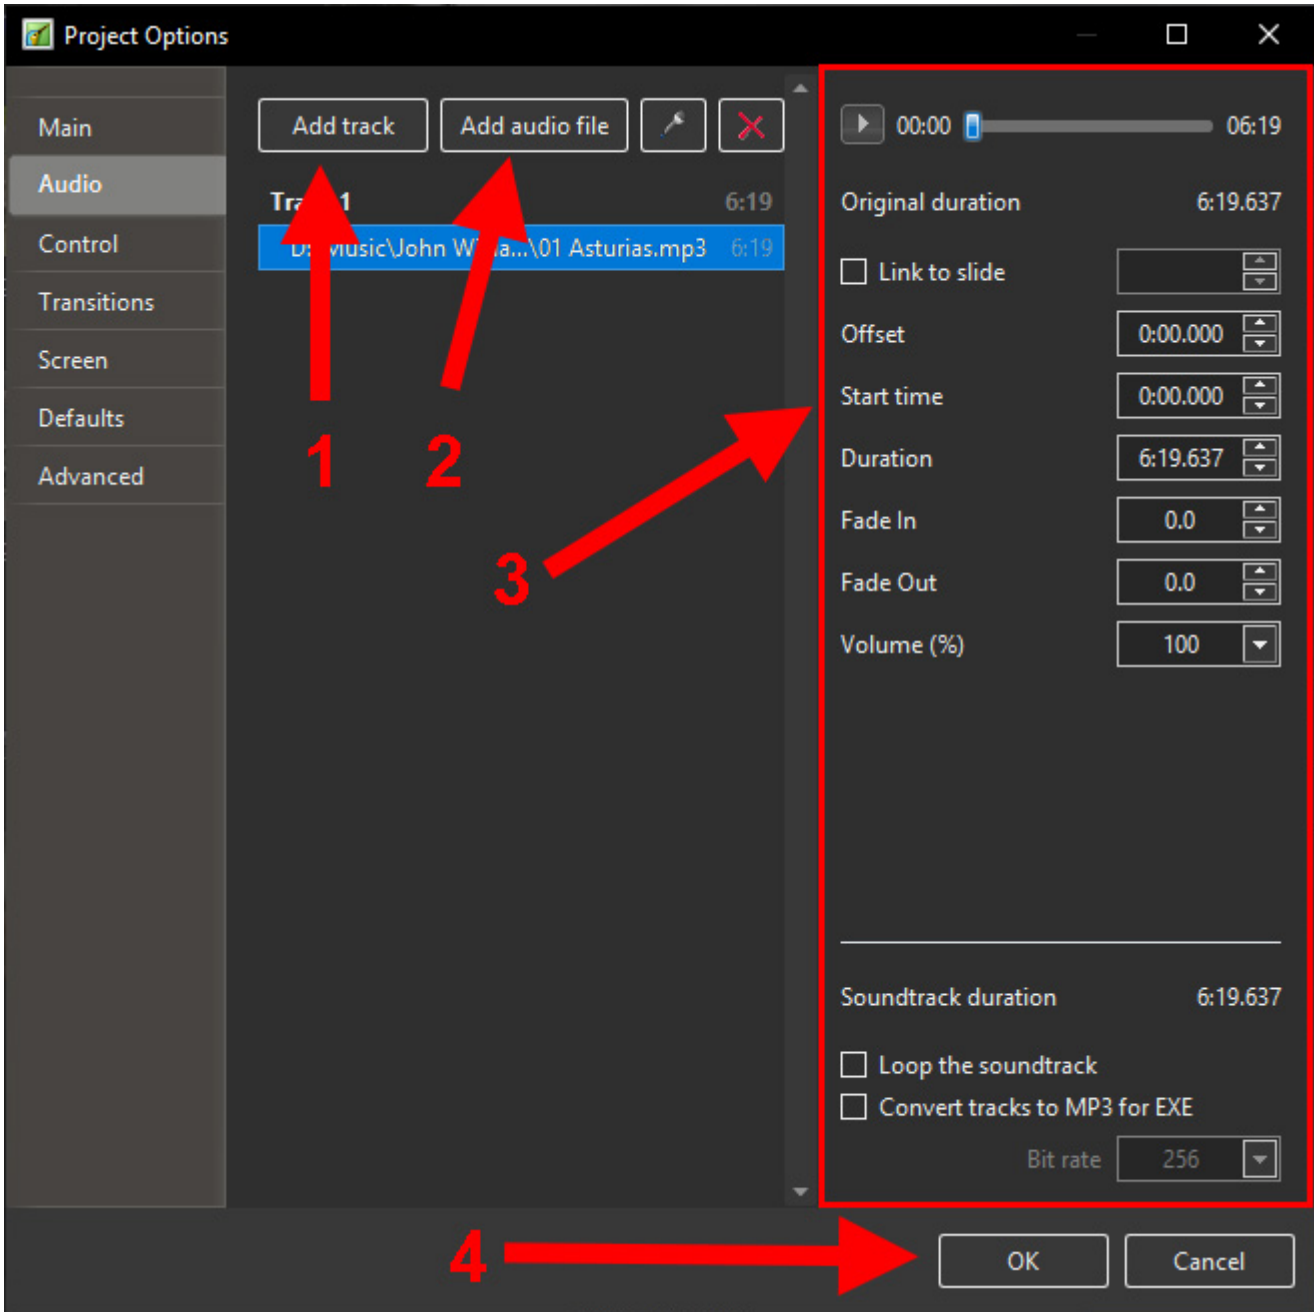 Project Options
Main
Audio
Control
Transitions
Screen
Defaults
Advanced
Add track Add audio file
1 6:19
Music\John 01 Asturias.mp3 6:19
1
2
3
4
00:00 06:19
Original duration 6:19.637
Link to slide
Offset 0:00.000
Start time 0:00.000
Duration 6:19.637
Fade In 0.0
Fade Out 0.0
Volume (%) 100
Soundtrack duration 6:19.637
Loop the soundtrack
Convert tracks to MP3 for EXE
Bit rate 256
OK Cancel